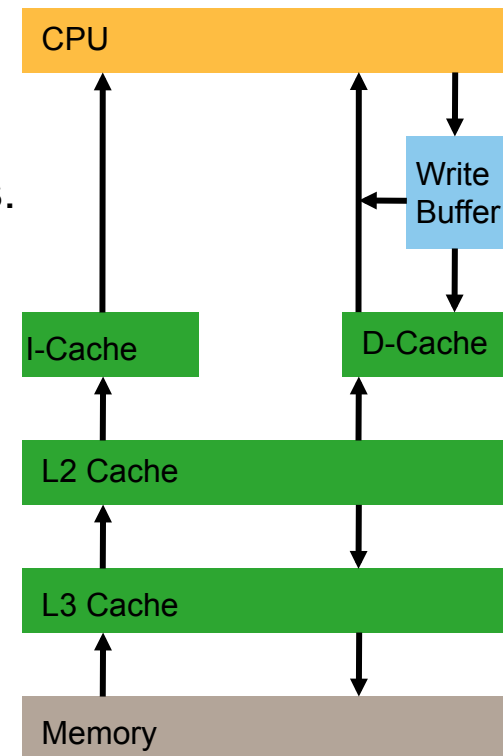 CPU
Write
Buffer
I-Cache
D-Cache
L2 Cache
L3 Cache
Memory